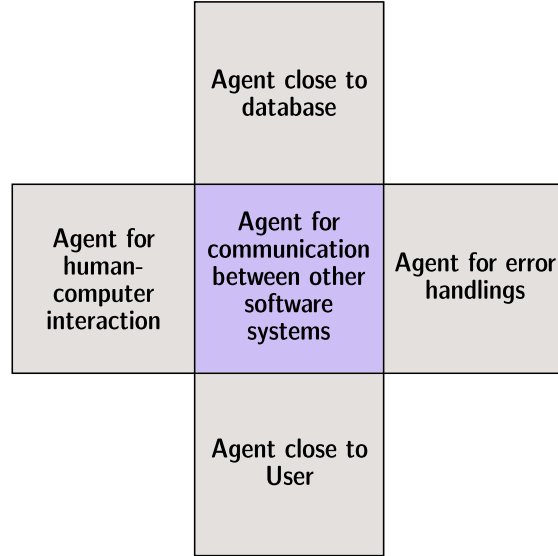 Agent close to
database
Agent for
human-
computer
interaction
Agent for
communication
between other
software
systems
Agent for error
handlings
Agent close to
User